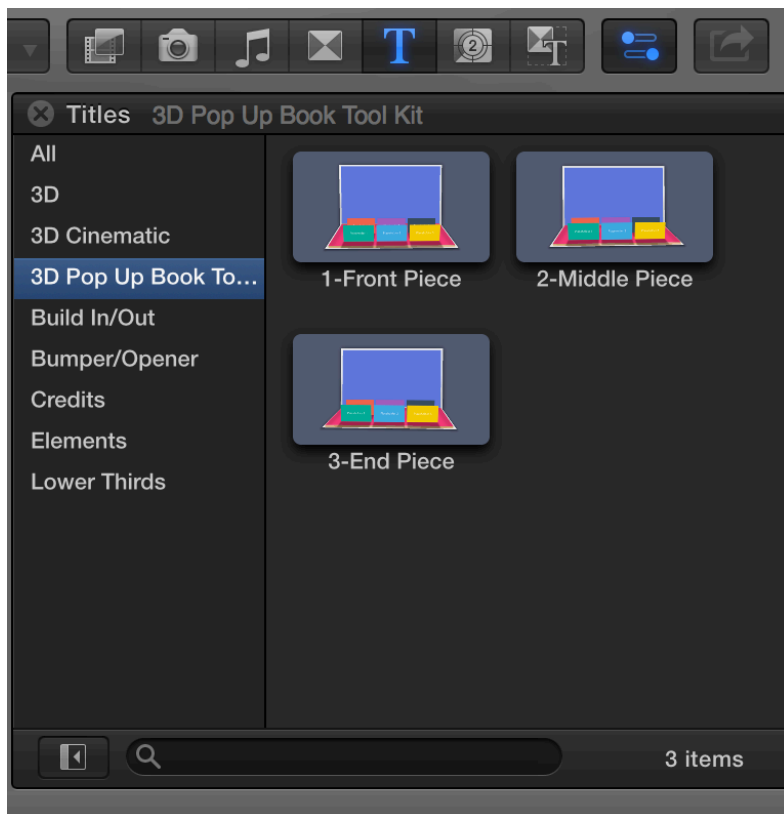 T
2
T
Titles 3D Pop Up Book Tool Kit
All
3D
3D Cinematic
3D Pop Up Book To...
Build In/Out
Bumper/Opener
Credits
Elements
Lower Thirds
1-Front Piece
2-Middle Piece
3-End Piece
3 items